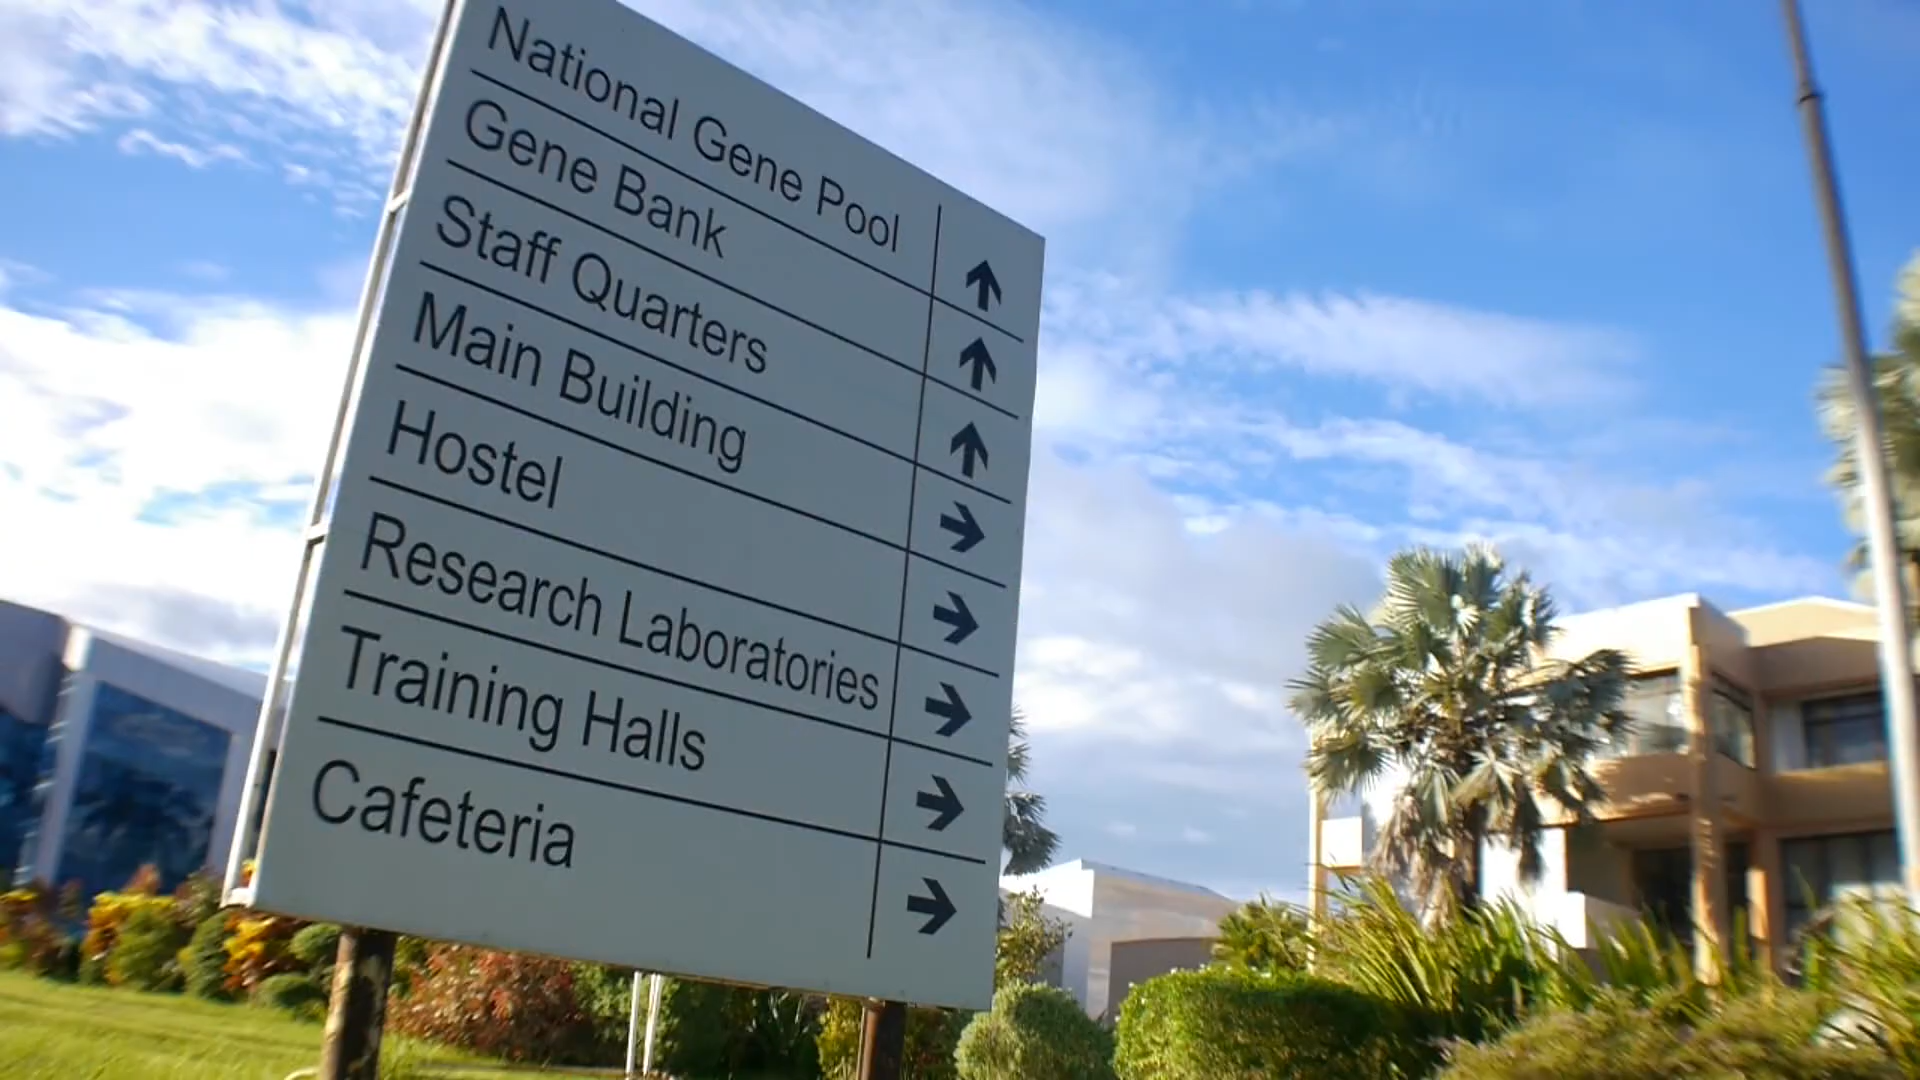 National Gene Pool ↑
Gene Bank ↑
Staff Quarters ↑
Main Building →
Hostel →
Research Laboratories →
Training Halls →
Cafeteria →